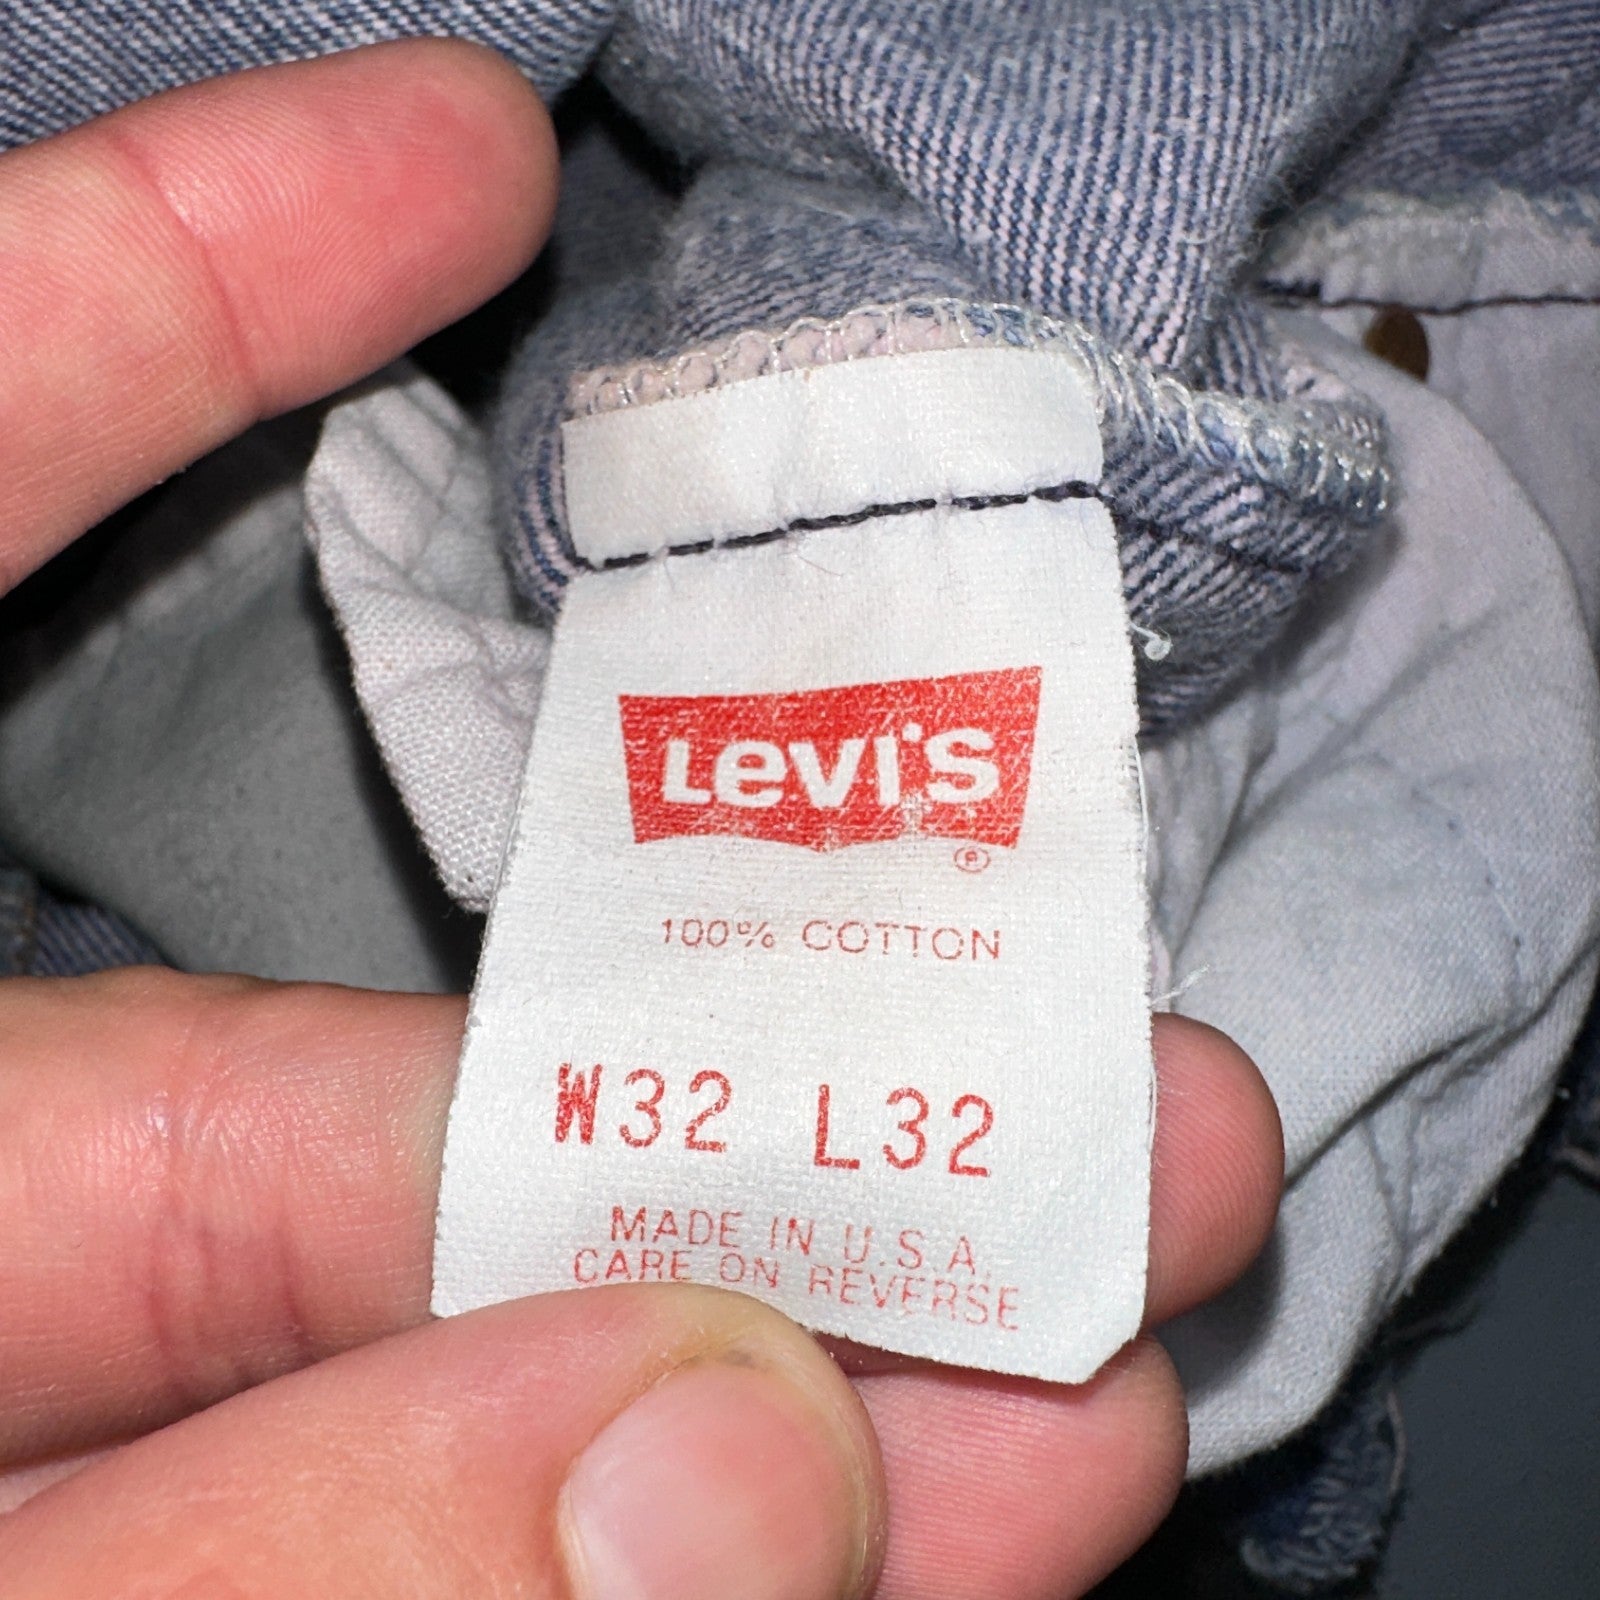 Levi's
®
100% COTTON
W32 L32
MADE IN U.S.A.
CARE ON REVERSE